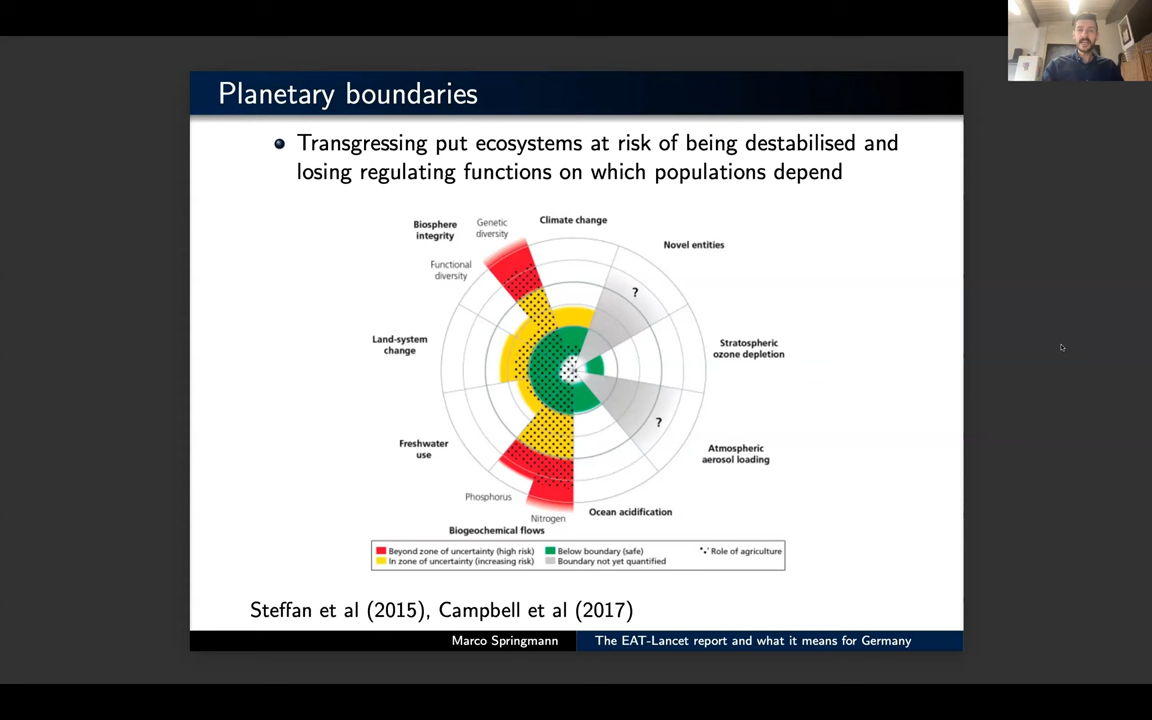 Planetary boundaries
Transgressing put ecosystems at risk of being destabilised and
losing regulating functions on which populations depend
Climate change
Biosphere
integrity
Genetic
diversity
Novel entities
Functional
diversity
?
Land-system
change
Stratospheric
ozone depletion
?
Freshwater
use
Atmospheric
aerosol loading
Phosphorus
Nitrogen
Ocean acidification
Biogeochemical flows
Beyond zone of uncertainty (high risk)
Below boundary (safe)
Role of agriculture
In zone of uncertainty (increasing risk)
Boundary not yet quantified
Steffan et al (2015), Campbell et al (2017)
Marco Springmann
The EAT-Lancet report and what it means for Germany